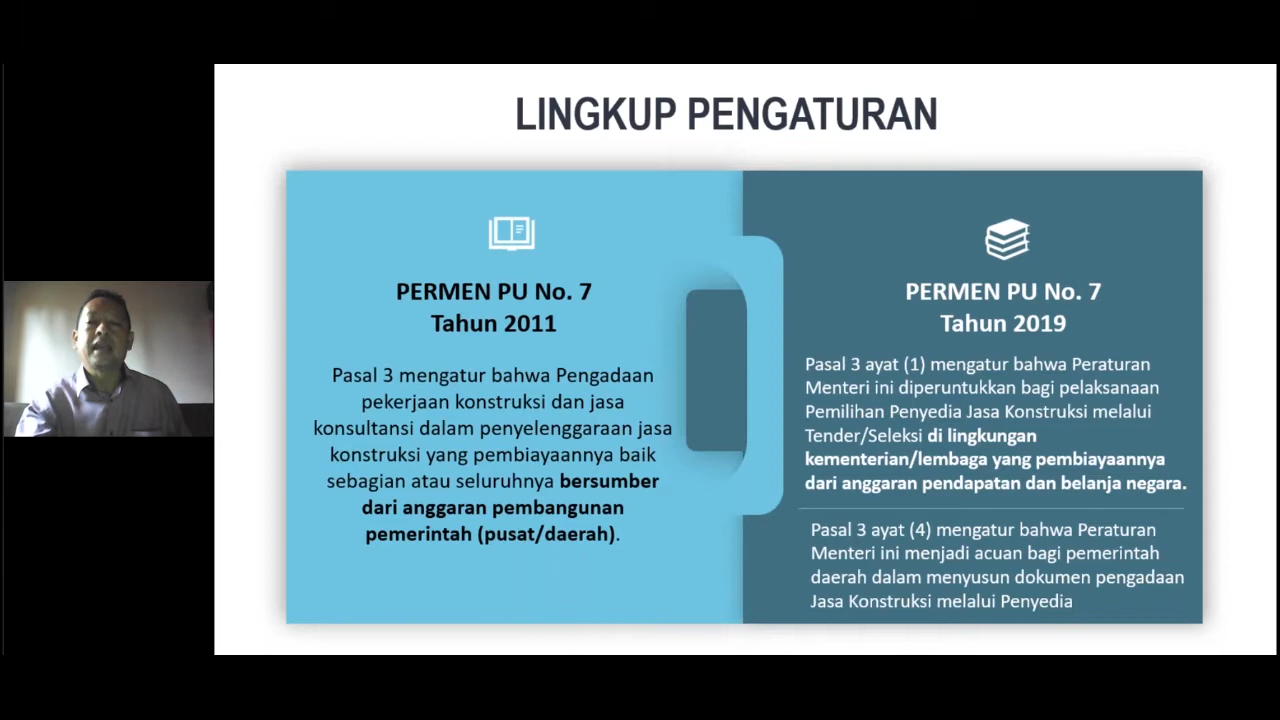 LINGKUP PENGATURAN
PERMEN PU No. 7
Tahun 2011
Pasal 3 mengatur bahwa Pengadaan
pekerjaan konstruksi dan jasa
konsultansi dalam penyelenggaraan jasa
konstruksi yang pembiayaannya baik
sebagian atau seluruhnya bersumber
dari anggaran pembangunan
pemerintah (pusat/daerah).
PERMEN PU No. 7
Tahun 2019
Pasal 3 ayat (1) mengatur bahwa Peraturan
Menteri ini diperuntukkan bagi pelaksanaan
Pemilihan Penyedia Jasa Konstruksi melalui
Tender/Seleksi di lingkungan
kementerian/lembaga yang pembiayaannya
dari anggaran pendapatan dan belanja negara.
Pasal 3 ayat (4) mengatur bahwa Peraturan
Menteri ini menjadi acuan bagi pemerintah
daerah dalam menyusun dokumen pengadaan
Jasa Konstruksi melalui Penyedia